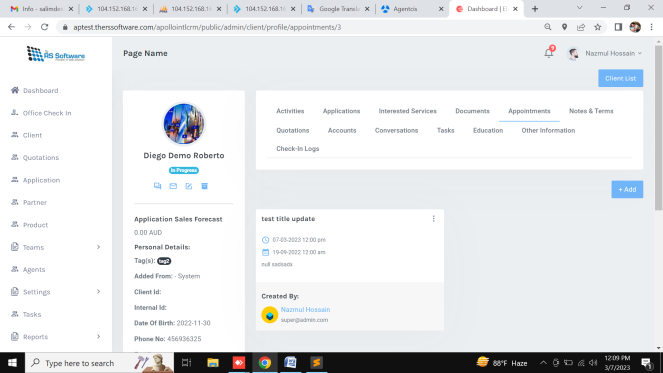 Info - salimdev
104.152.168.1
104.152.168.1
104.152.168.1
Google Transl
Agentois
Dashboard | E
aptest.therssoftware.com/apollointlcrm/public/admin/client/profile/appointments/3
RS Software
Page Name
Nazmul Hossain
Client List
Dashboard
Office Check In
Client
Quotations
Application
Partner
Product
Teams
Agents
Settings
Tasks
Reports
Diego Demo Roberto
In Progress
Application Sales Forecast
0.00 AUD
Personal Details:
Tag(s): tag2
Added From: - System
Client Id:
Internal Id:
Date Of Birth: 2022-11-30
Phone No: 456936325
Activities Applications Interested Services Documents Appointments Notes & Terms
Quotations Accounts Conversations Tasks Education Other Information
Check-In Logs
+ Add
test title update
07-03-2023 12:00 pm
19-09-2022 12:00 am
null sadsads
Created By:
Nazmul Hossain
super@admin.com
Type here to search
88°F Haze
12:09 PM
3/7/2023